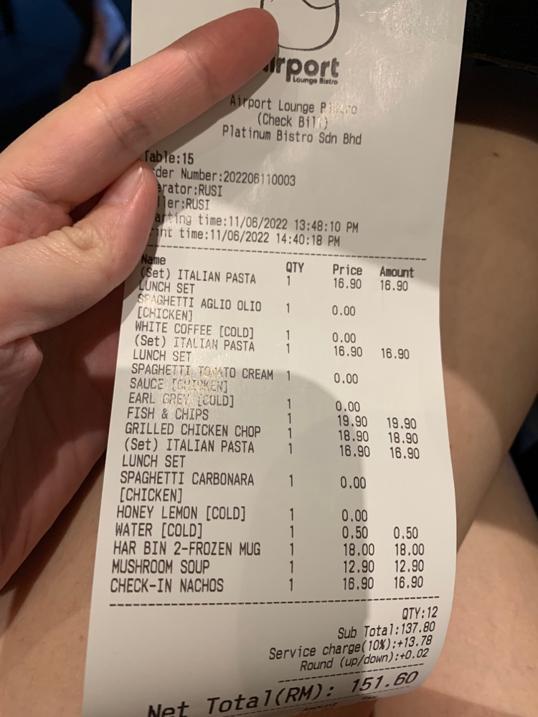 irport
Lounge Bistro
Airport Lounge Bistro
(Check Bill)
Platinum Bistro Sdn Bhd
Table:15
rder Number:202206110003
erator:RUSI
ler:RUSI
arting time:11/06/2022 13:48:10 PM
int time:11/06/2022 14:40:18 PM
Name QTY Price Amount
(Set) ITALIAN PASTA 1 16.90 16.90
LUNCH SET
SPAGHETTI AGLIO OLIO 1 0.00
[CHICKEN]
WHITE COFFEE [COLD] 1 0.00
(Set) ITALIAN PASTA 1 16.90 16.90
LUNCH SET
SPAGHETTI TOMATO CREAM 1 0.00
SAUCE [CHICKEN]
EARL GREY [COLD] 1 0.00
FISH & CHIPS 1 19.90 19.90
GRILLED CHICKEN CHOP 1 18.90 18.90
(Set) ITALIAN PASTA 1 16.90 16.90
LUNCH SET
SPAGHETTI CARBONARA 1 0.00
[CHICKEN]
HONEY LEMON [COLD] 1 0.00
WATER [COLD] 1 0.50 0.50
HAR BIN 2-FROZEN MUG 1 18.00 18.00
MUSHROOM SOUP 1 12.90 12.90
CHECK-IN NACHOS 1 16.90 16.90
QTY:12
Sub Total:137.80
Service charge(10%):+13.78
Round (up/down):+0.02
Net Total(RM): 151.60